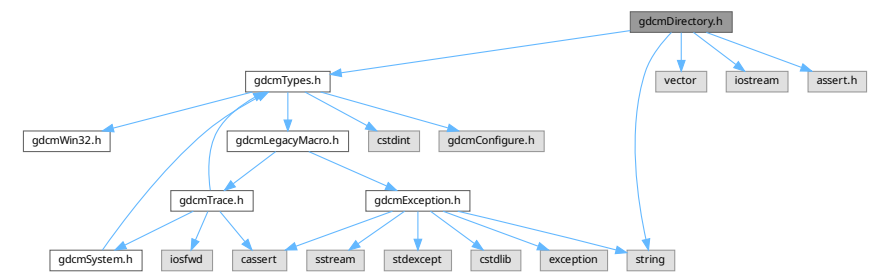 gdcmDirectory.h
gdcmTypes.h
vector
iostream
assert.h
gdcmWin32.h
gdcmLegacyMacro.h
cstdint
gdcmConfigure.h
gdcmTrace.h
gdcmException.h
gdcmSystem.h
iosfwd
cassert
sstream
stdexcept
cstdlib
exception
string